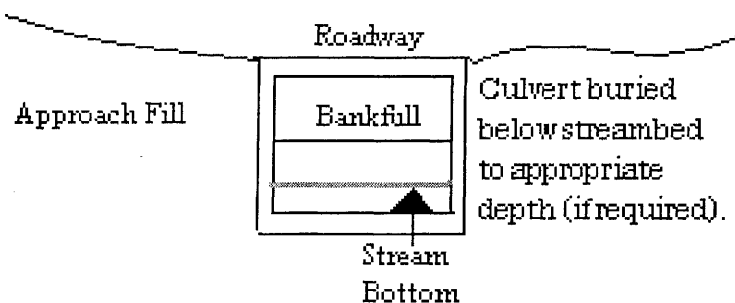 Roadway
Approach Fill
Bankfull
Culvert buried
below streambed
to appropriate
depth (if required).
Stream
Bottom